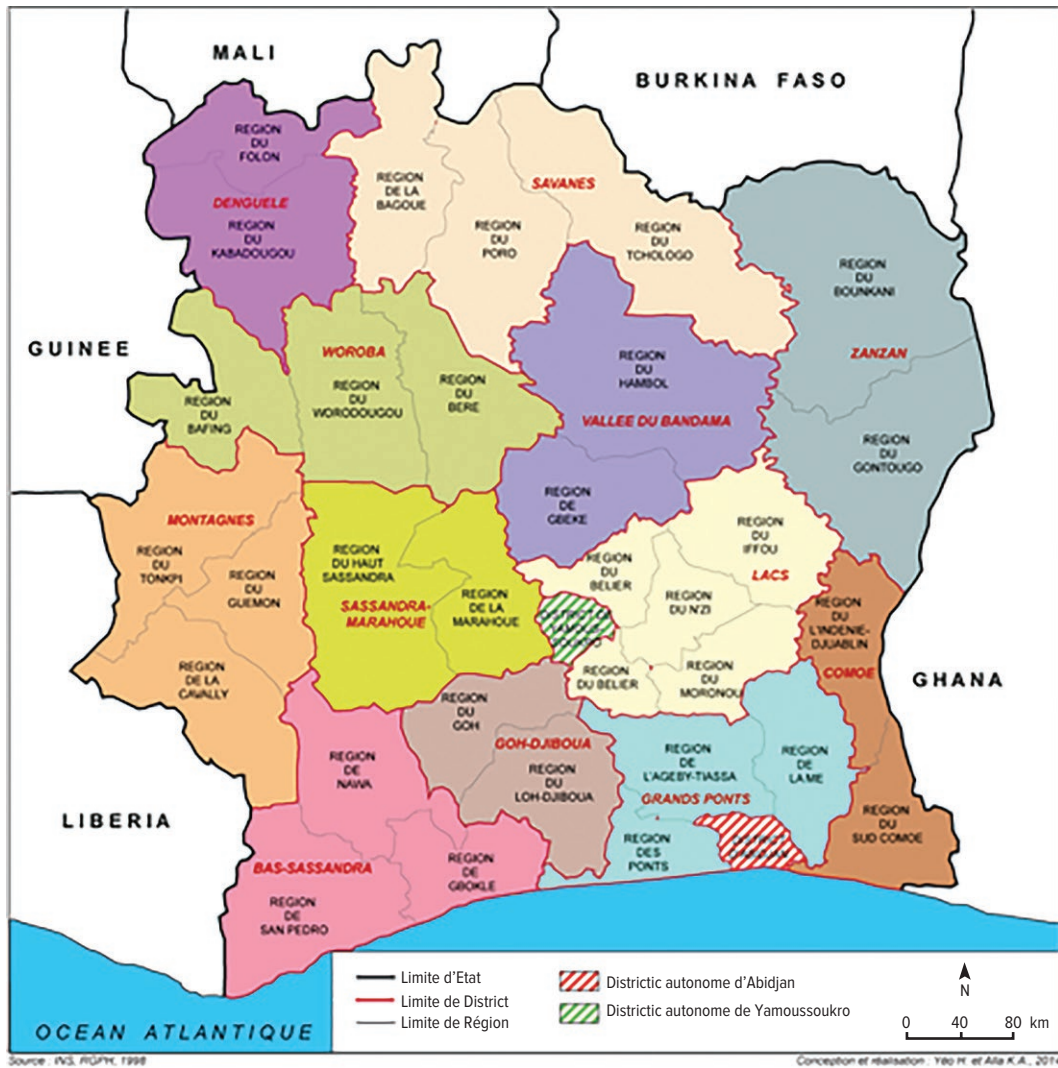 MALI
BURKINA FASO
REGION
DU
FOLON
DENGUELE
REGION
DU
KABADOUGOU
REGION
DE LA
BAGOUE
SAVANES
REGION
DU
PORO
REGION
DU
TCHOLOGO
REGION
DU
BOUNKANI
ZANZAN
REGION
DU
GONTOUGO
GUINEE
WOROBA
REGION
DU
BAFING
REGION
DU
WORODOUGOU
REGION
DU
BERE
REGION
DU
HAMBOL
VALLEE DU BANDAMA
REGION
DE
GBEKE
MONTAGNES
REGION
DU
TONKPI
REGION
DU
GUEMON
REGION
DE LA
CAVALLY
REGION
DU HAUT
SASSANDRA
SASSANDRA-
MARAHOUE
REGION
DE LA
MARAHOUE
REGION
DU
BELIER
REGION
DU
IFFOU
LACS
REGION
DU N'ZI
REGION
DU BELIER
REGION
DU
MORONOU
REGION
DU
L'INDENIE-
DJUABLIN
COMOE
GHANA
REGION
DU
SUD COMOE
LIBERIA
REGION
DE
NAWA
BAS-SASSANDRA
REGION
DE
GBOKLE
REGION
DE
SAN PEDRO
REGION
DU
GOH
GOH-DJIBOUA
REGION
DU
LOH-DJIBOUA
REGION
DE
L'AGEBY-TIASSA
GRANDS PONTS
REGION
DES
PONTS
REGION
DE
LA ME
OCEAN ATLANTIQUE
Limite d'Etat
Limite de District
Limite de Région
Districtic autonome d'Abidjan
Districtic autonome de Yamoussoukro
N
0 40 80 km
Source : INS, RGPH, 1998
Conception et réalisation : Yéo H. et Alla K.A., 2014